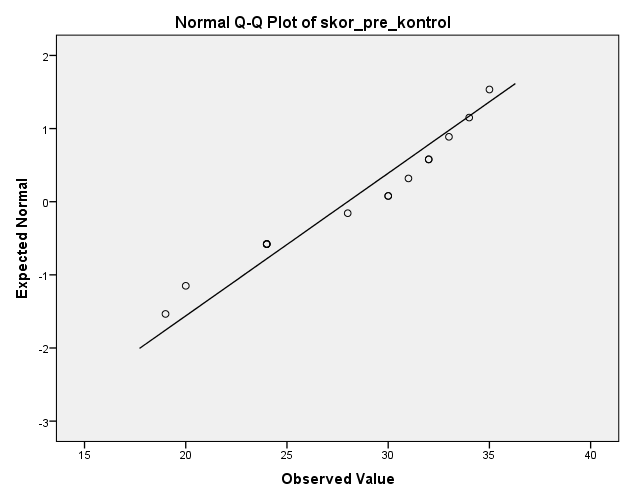 Normal Q-Q Plot of skor_pre_kontrol
2
1
0
-1
-2
-3
Expected Normal
15 20 25 30 35 40
Observed Value